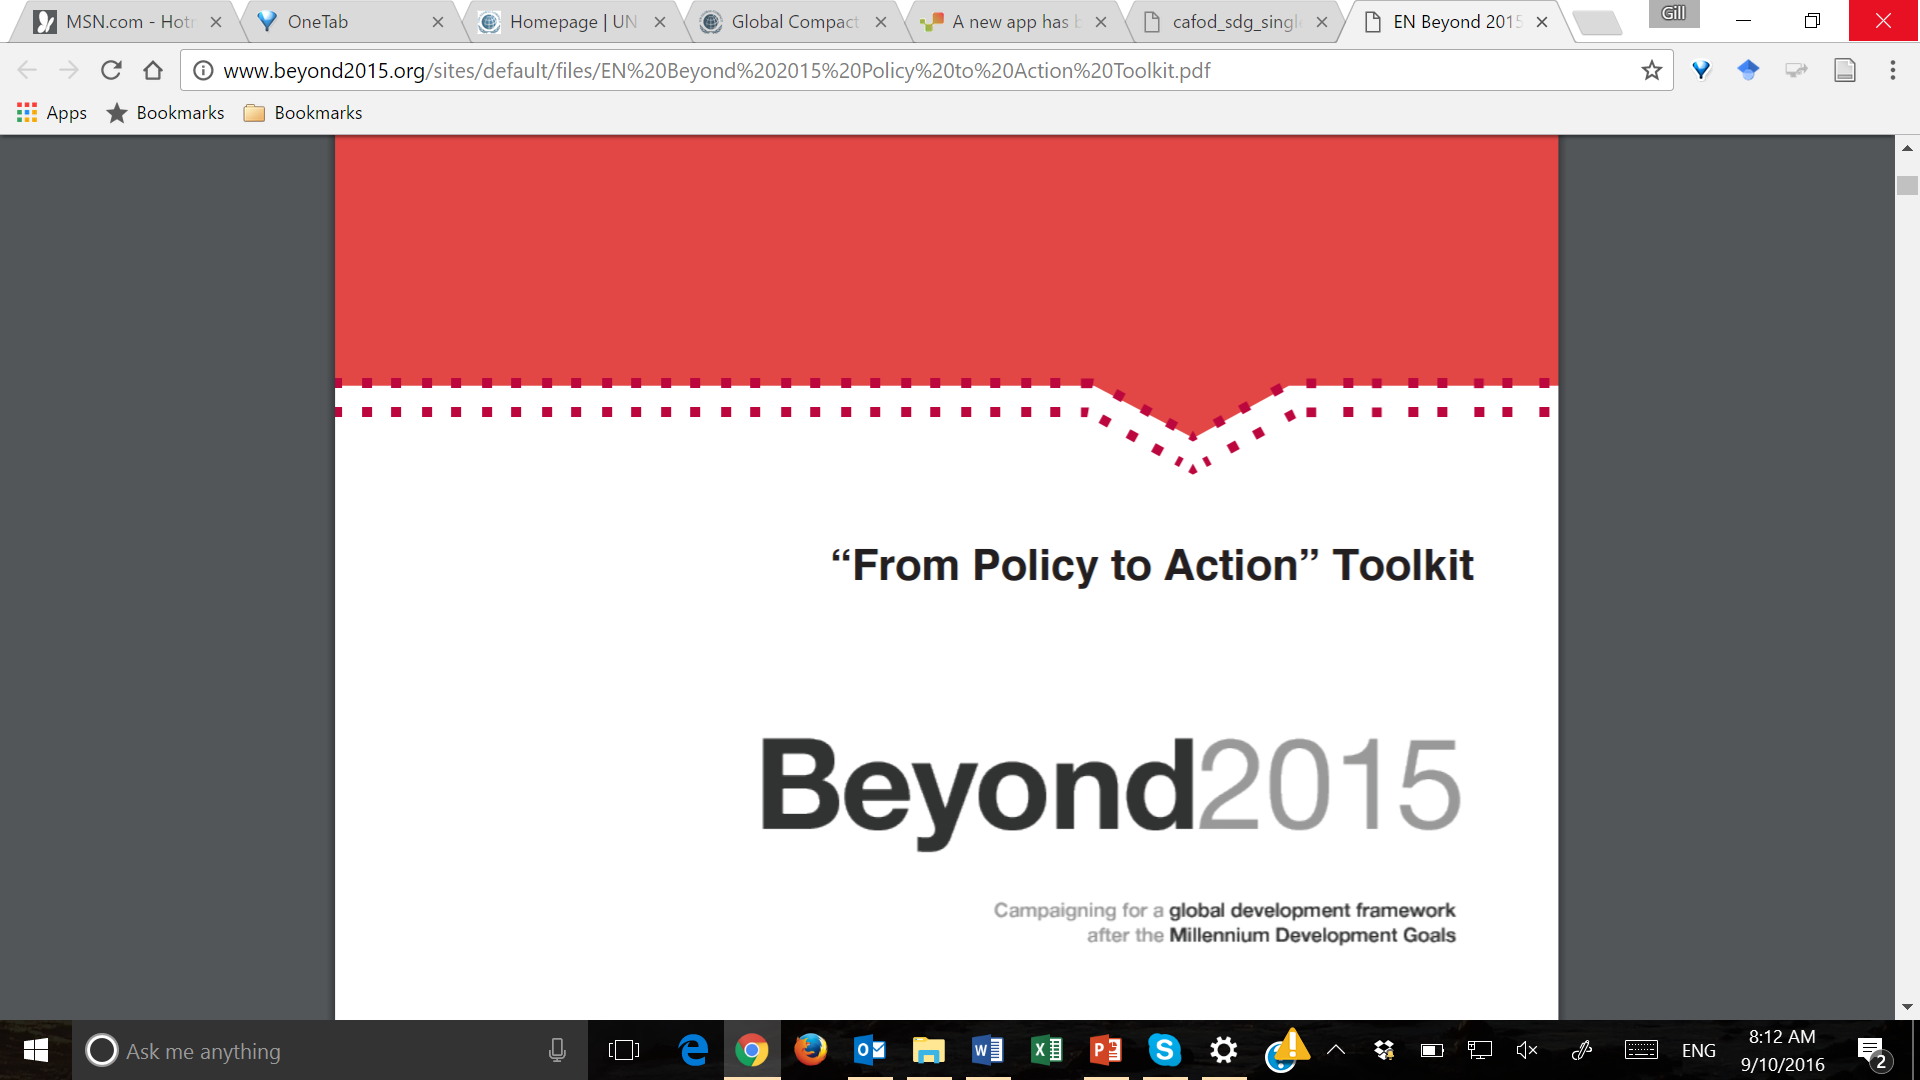 MSN.com - Hotm
OneTab
Homepage | UN
Global Compact
A new app has b
cafod_sdg_single
EN Beyond 2015
Gill
www.beyond2015.org/sites/default/files/EN%20Beyond%202015%20Policy%20to%20Action%20Toolkit.pdf
Apps
Bookmarks
Bookmarks
“From Policy to Action” Toolkit
Beyond2015
Campaigning for a global development framework
after the Millennium Development Goals
Ask me anything
ENG
8:12 AM
9/10/2016
2